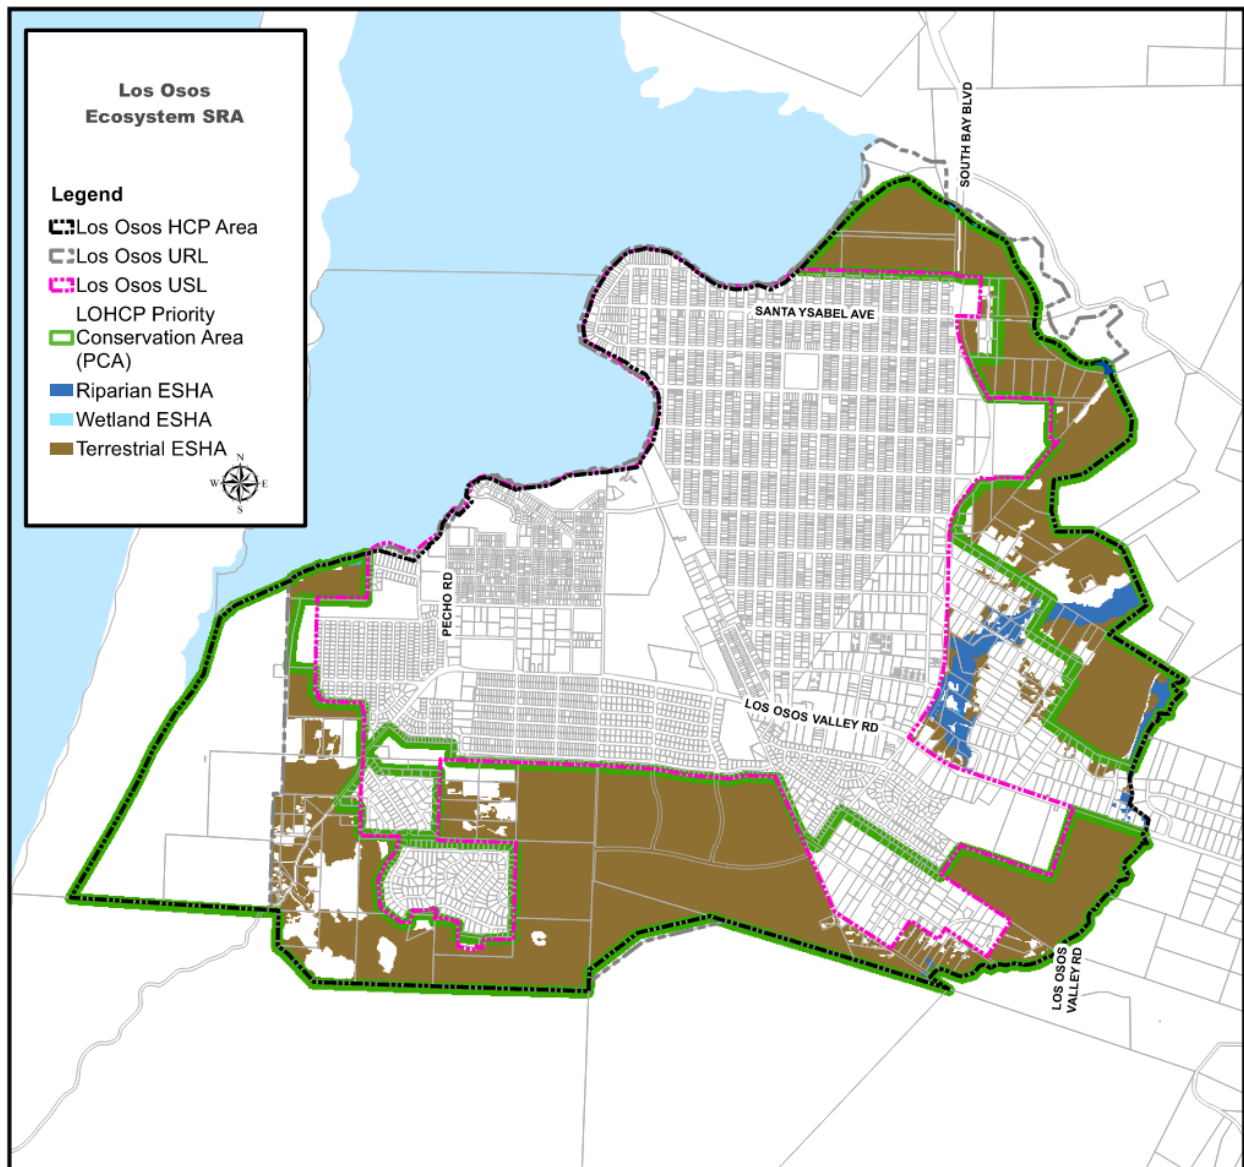 Los Osos
Ecosystem SRA
Legend
Los Osos HCP Area
Los Osos URL
Los Osos USL
LOHCP Priority
Conservation Area
(PCA)
Riparian ESHA
Wetland ESHA
Terrestrial ESHA
N
W E
S
SOUTH BAY BLVD
SANTA YSABEL AVE
PECHO RD
LOS OSOS VALLEY RD
LOS OSOS
VALLEY RD